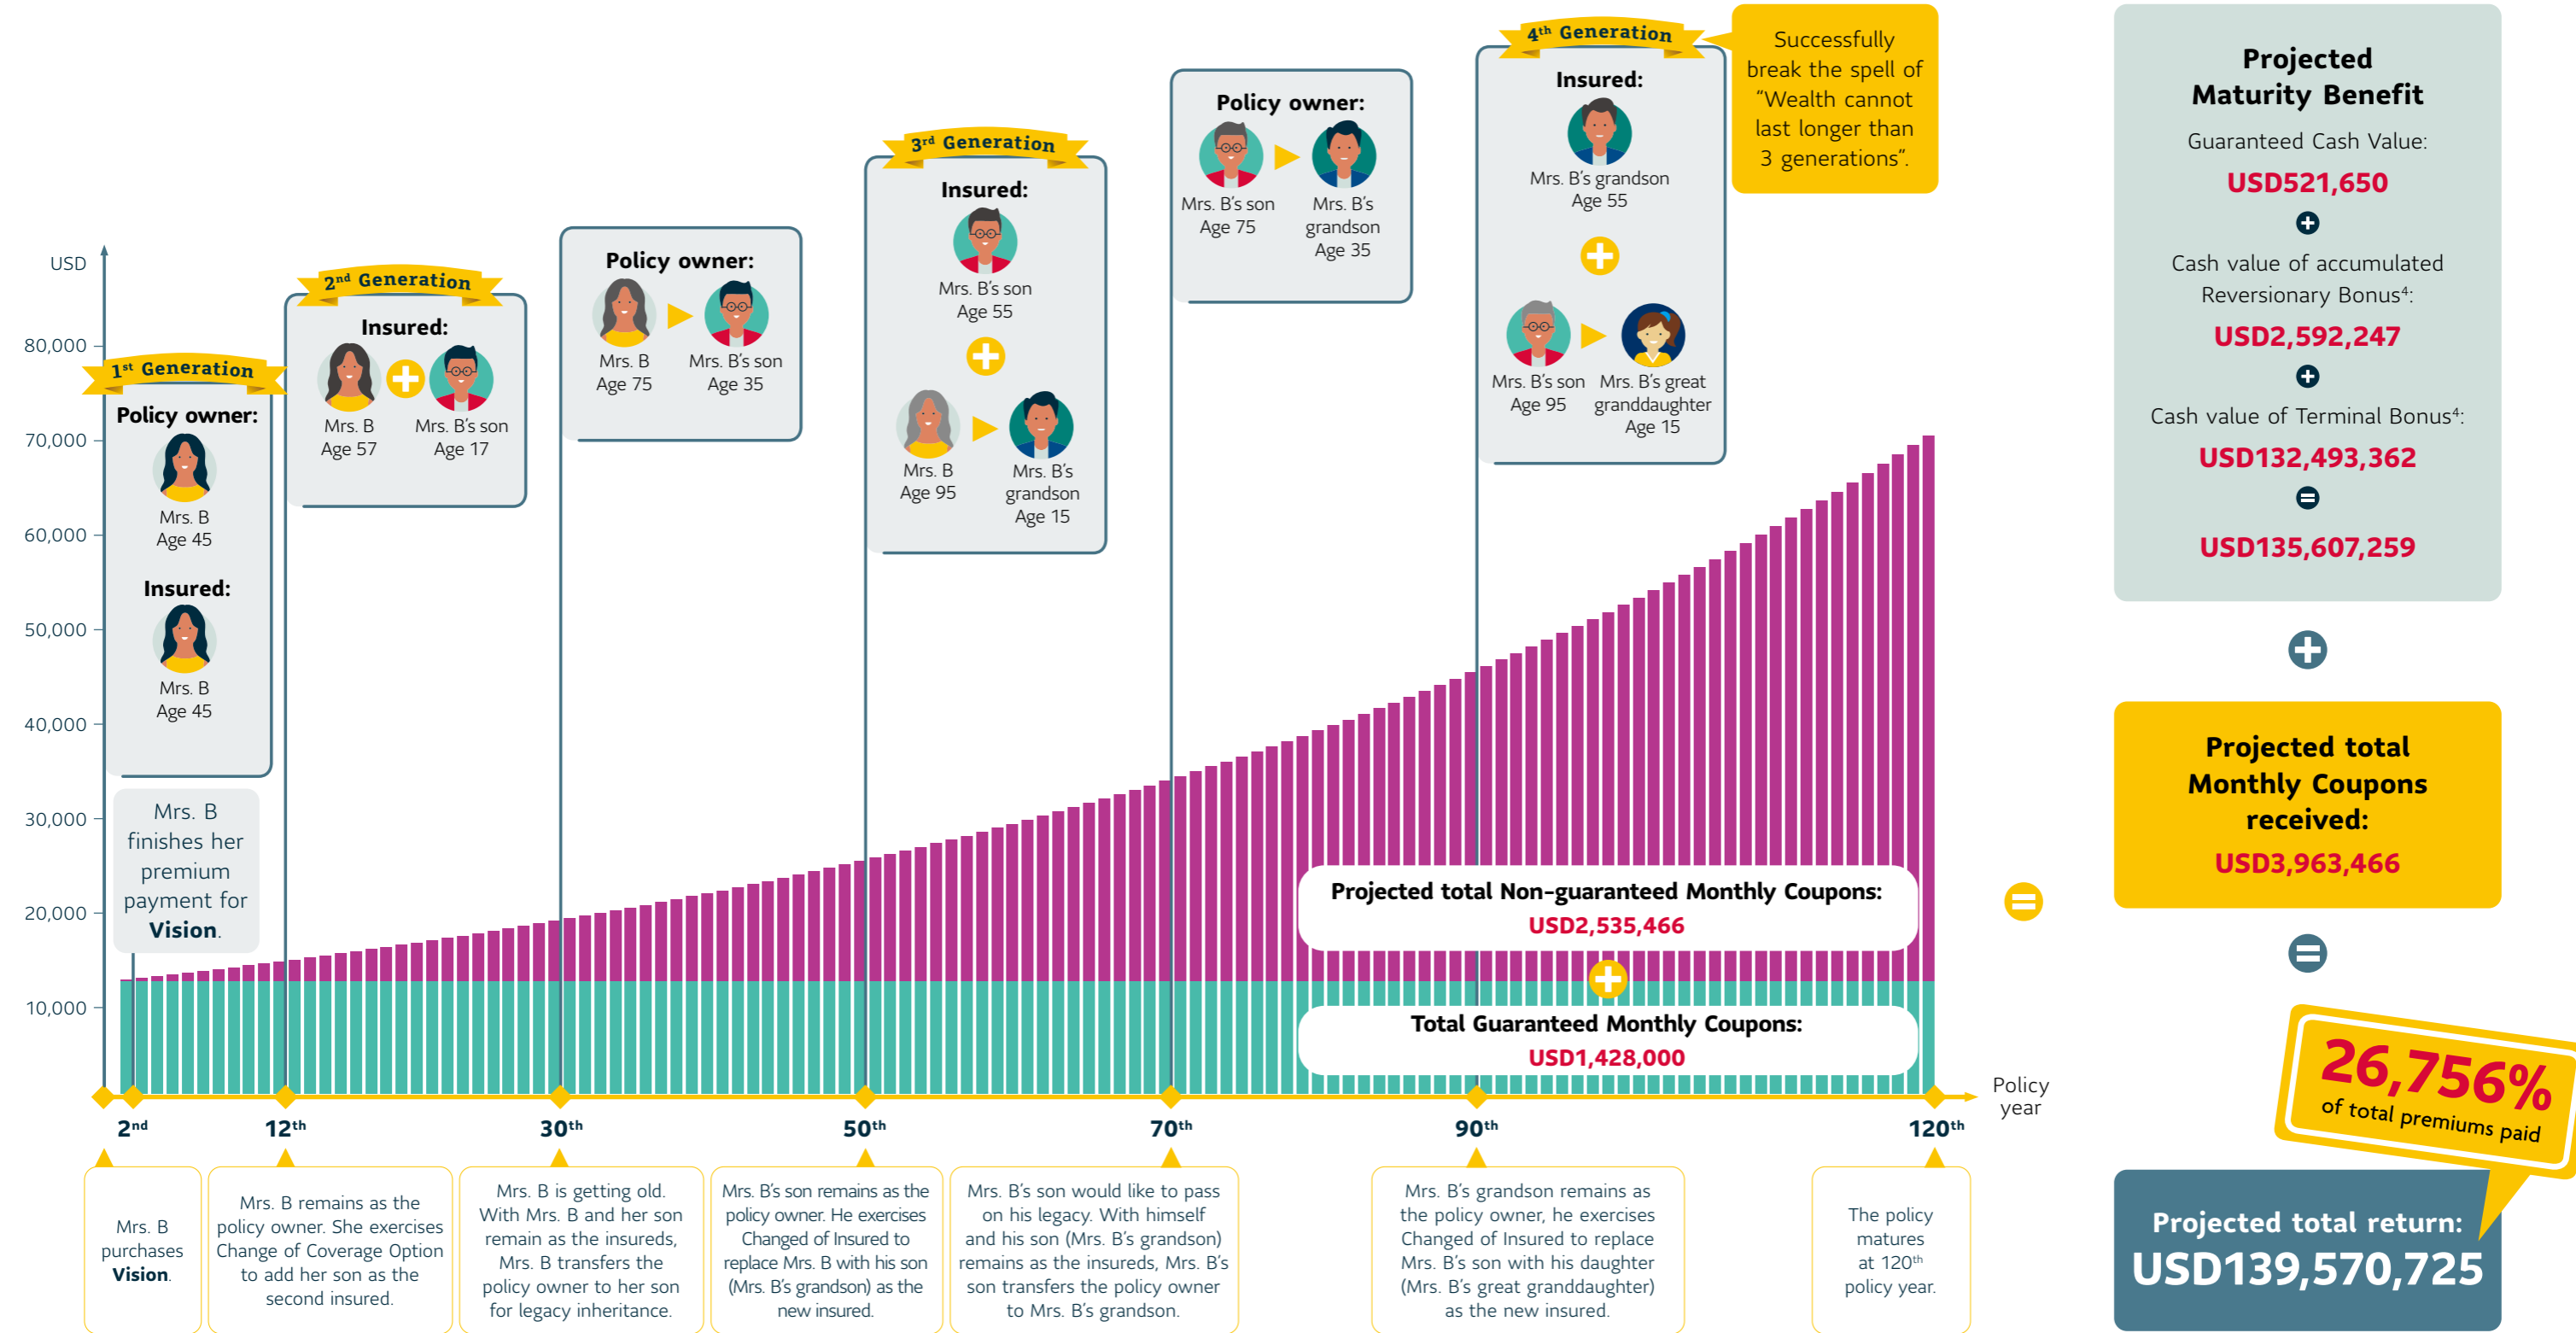 USD
80,000
70,000
60,000
50,000
40,000
30,000
20,000
10,000
1st Generation
Policy owner:
Mrs. B
Age 45
Insured:
Mrs. B
Age 45
Mrs. B
finishes her
premium
payment for
Vision.
2nd Generation
Insured:
Mrs. B
Age 57
Mrs. B's son
Age 17
Policy owner:
Mrs. B
Age 75
Mrs. B's son
Age 35
3rd Generation
Insured:
Mrs. B's son
Age 55
Mrs. B
Age 95
Mrs. B's
grandson
Age 15
Policy owner:
Mrs. B's son
Age 75
Mrs. B's
grandson
Age 35
4th Generation
Insured:
Mrs. B's grandson
Age 55
Mrs. B's son
Age 95
Mrs. B's great
granddaughter
Age 15
Successfully
break the spell of
“Wealth cannot
last longer than
3 generations”.
Projected total Non-guaranteed Monthly Coupons:
USD2,535,466
Total Guaranteed Monthly Coupons:
USD1,428,000
2nd
12th
30th
50th
70th
90th
120th
Policy
year
Mrs. B
purchases
Vision.
Mrs. B remains as the
policy owner. She exercises
Change of Coverage Option
to add her son as the
second insured.
Mrs. B is getting old.
With Mrs. B and her son
remain as the insureds,
Mrs. B transfers the
policy owner to her son
for legacy inheritance.
Mrs. B's son remains as the
policy owner. He exercises
Changed of Insured to
replace Mrs. B with his son
(Mrs. B's grandson) as the
new insured.
Mrs. B's son would like to pass
on his legacy. With himself
and his son (Mrs. B's grandson)
remains as the insureds, Mrs. B's
son transfers the policy owner
to Mrs. B's grandson.
Mrs. B's grandson remains as
the policy owner, he exercises
Changed of Insured to replace
Mrs. B's son with his daughter
(Mrs. B's great granddaughter)
as the new insured.
The policy
matures
at 120th
policy year.
Projected
Maturity Benefit
Guaranteed Cash Value:
USD521,650
Cash value of accumulated
Reversionary Bonus4:
USD2,592,247
Cash value of Terminal Bonus4:
USD132,493,362
USD135,607,259
Projected total
Monthly Coupons
received:
USD3,963,466
26,756%
of total premiums paid
Projected total return:
USD139,570,725